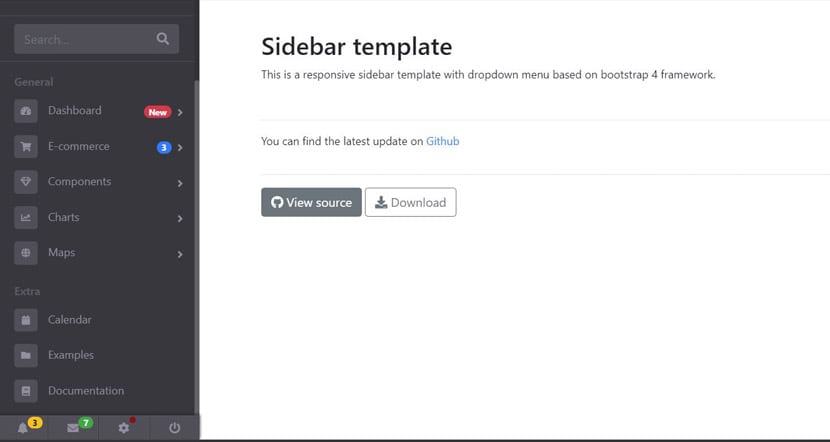 Search...
General
Dashboard New
E-commerce 3
Components
Charts
Maps
Extra
Calendar
Examples
Documentation
3 7
Sidebar template
This is a responsive sidebar template with dropdown menu based on bootstrap 4 framework.
You can find the latest update on Github
View source Download